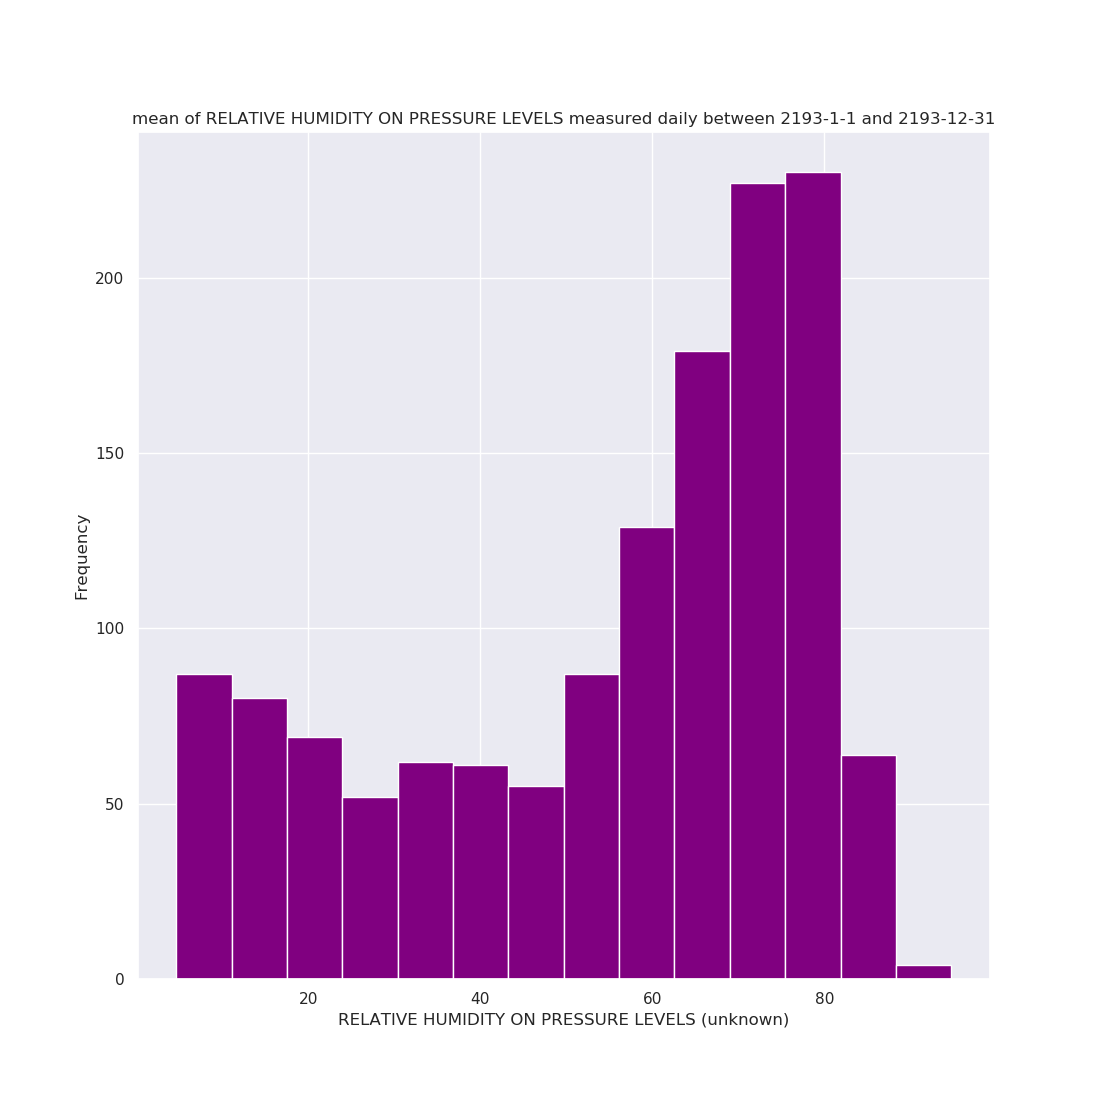 mean of RELATIVE HUMIDITY ON PRESSURE LEVELS measured daily between 2193-1-1 and 2193-12-31
200
150
Frequency
100
50
0
20 40 60 80
RELATIVE HUMIDITY ON PRESSURE LEVELS (unknown)